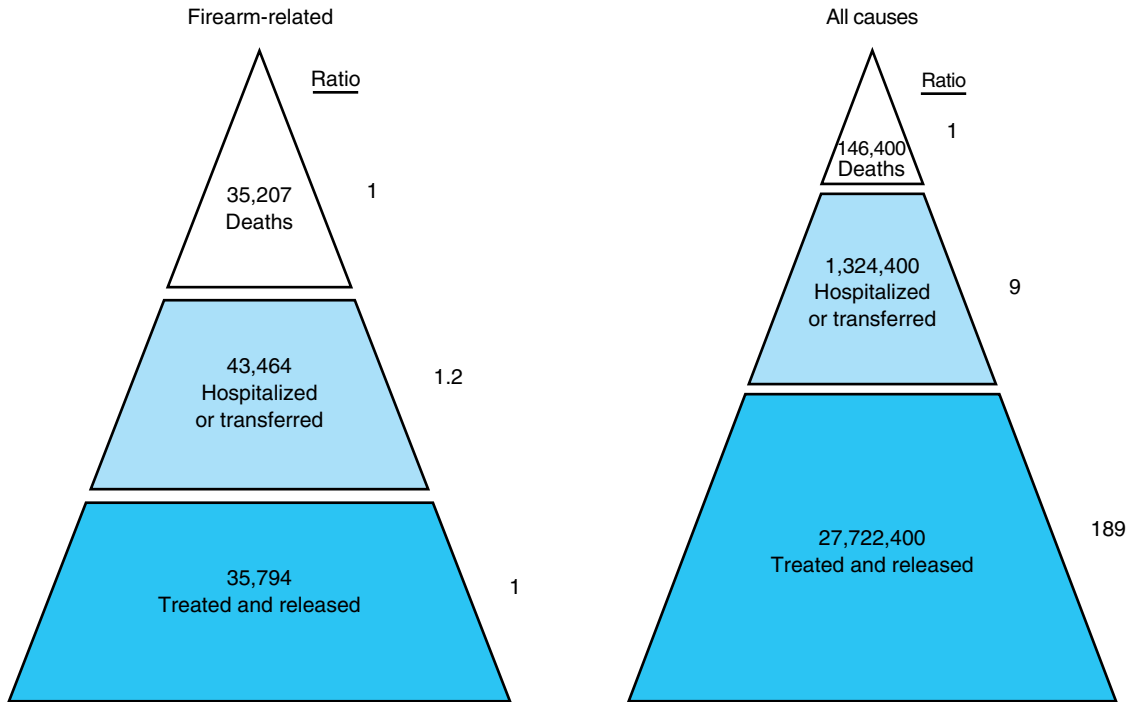 Firearm-related
Ratio
35,207
Deaths
1
43,464
Hospitalized
or transferred
1.2
35,794
Treated and released
1
All causes
Ratio
146,400
Deaths
1
1,324,400
Hospitalized
or transferred
9
27,722,400
Treated and released
189